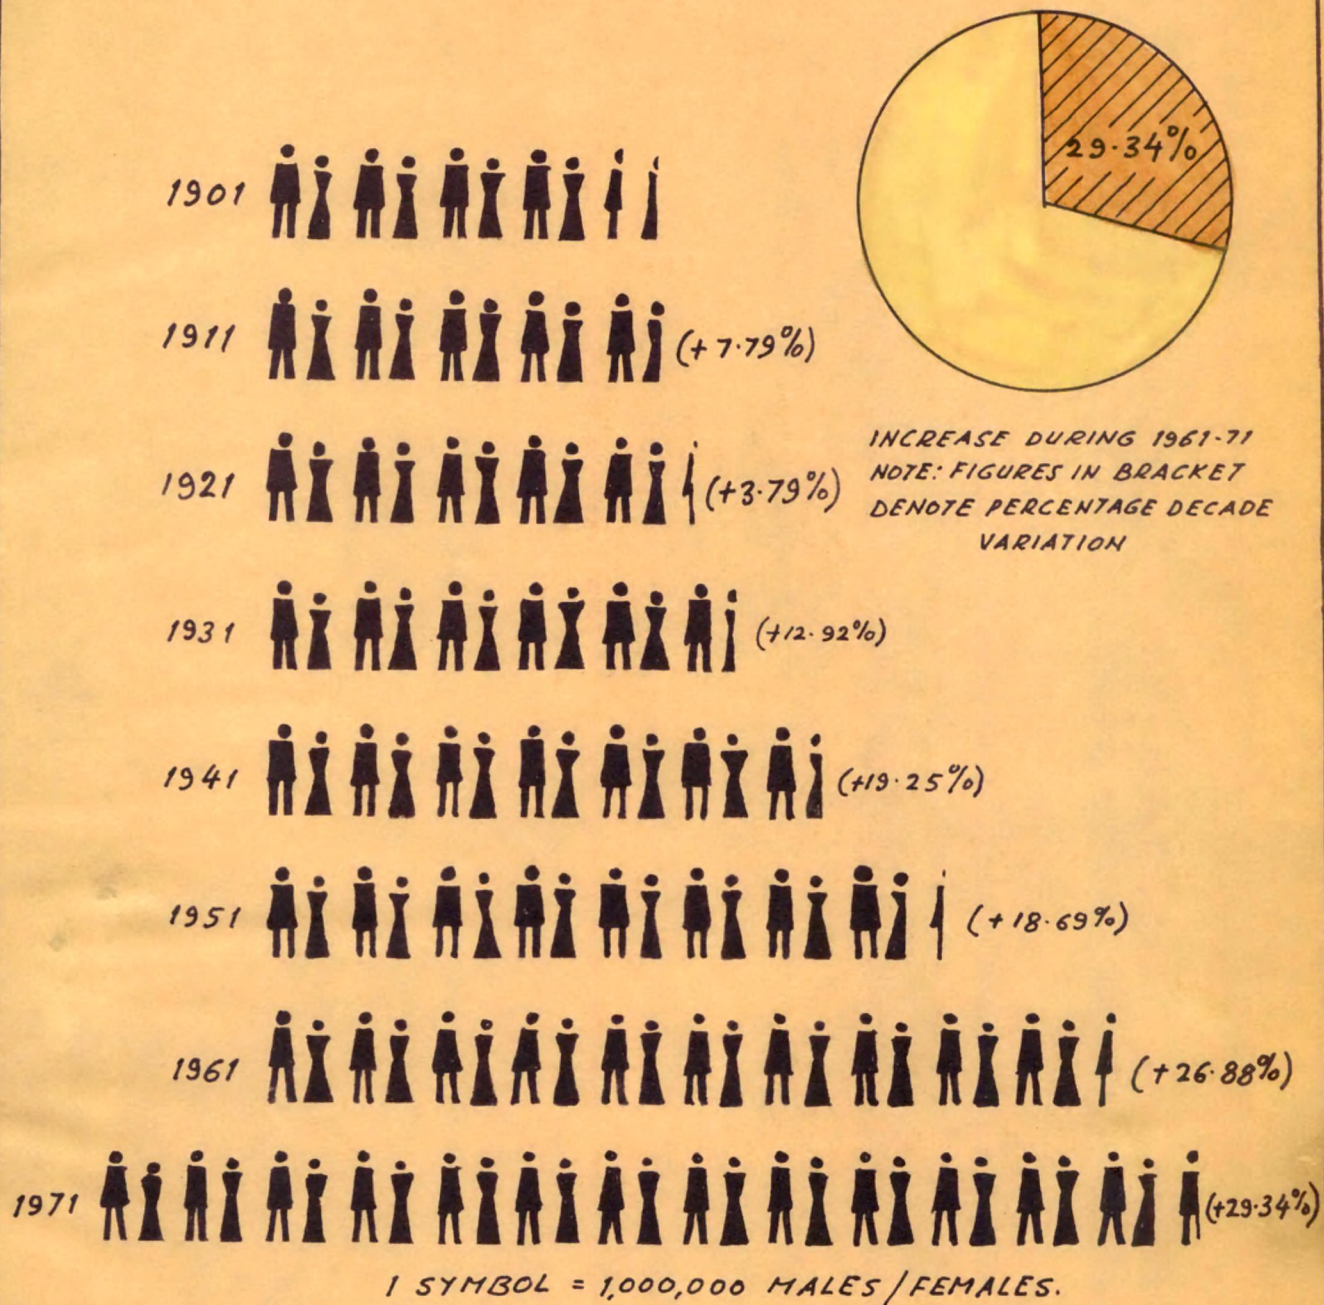 29.34%
1901
1911 (+7.79%)
1921 (+3.79%)
INCREASE DURING 1961-71
NOTE: FIGURES IN BRACKET
DENOTE PERCENTAGE DECADE
VARIATION
1931 (+12.92%)
1941 (+19.25%)
1951 (+18.69%)
1961 (+26.88%)
1971 (+29.34%)
1 SYMBOL = 1,000,000 MALES/FEMALES.